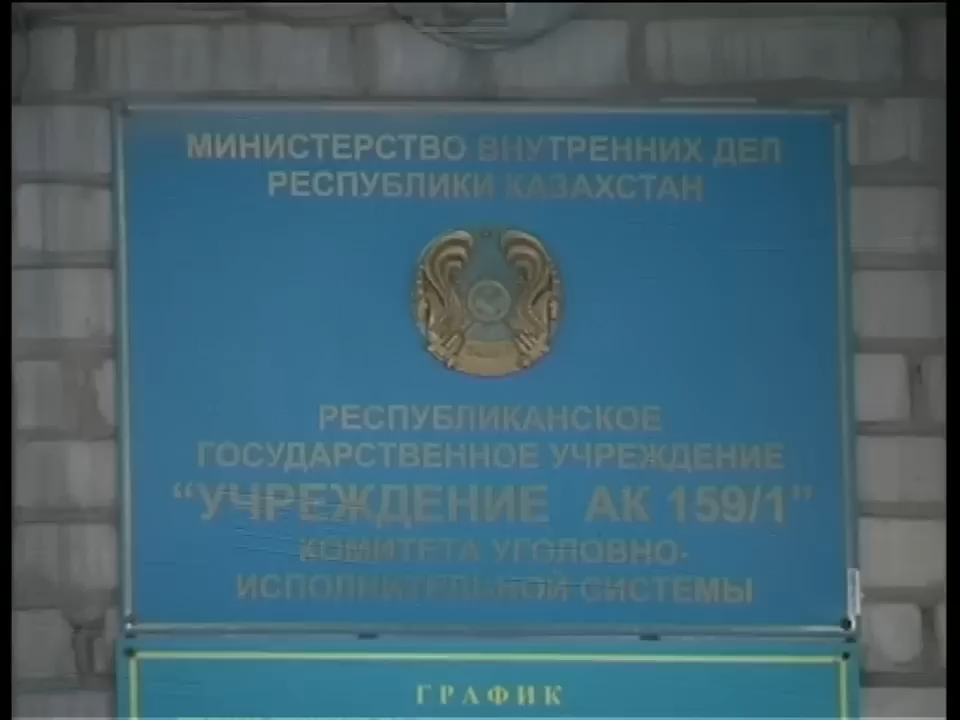 МИНИСТЕРСТВО ВНУТРЕННИХ ДЕЛ
РЕСПУБЛИКИ КАЗАХСТАН
РЕСПУБЛИКАНСКОЕ
ГОСУДАРСТВЕННОЕ УЧРЕЖДЕНИЕ
“УЧРЕЖДЕНИЕ АК 159/1”
КОМИТЕТА УГОЛОВНО-
ИСПОЛНИТЕЛЬНОЙ СИСТЕМЫ
ГРАФИК